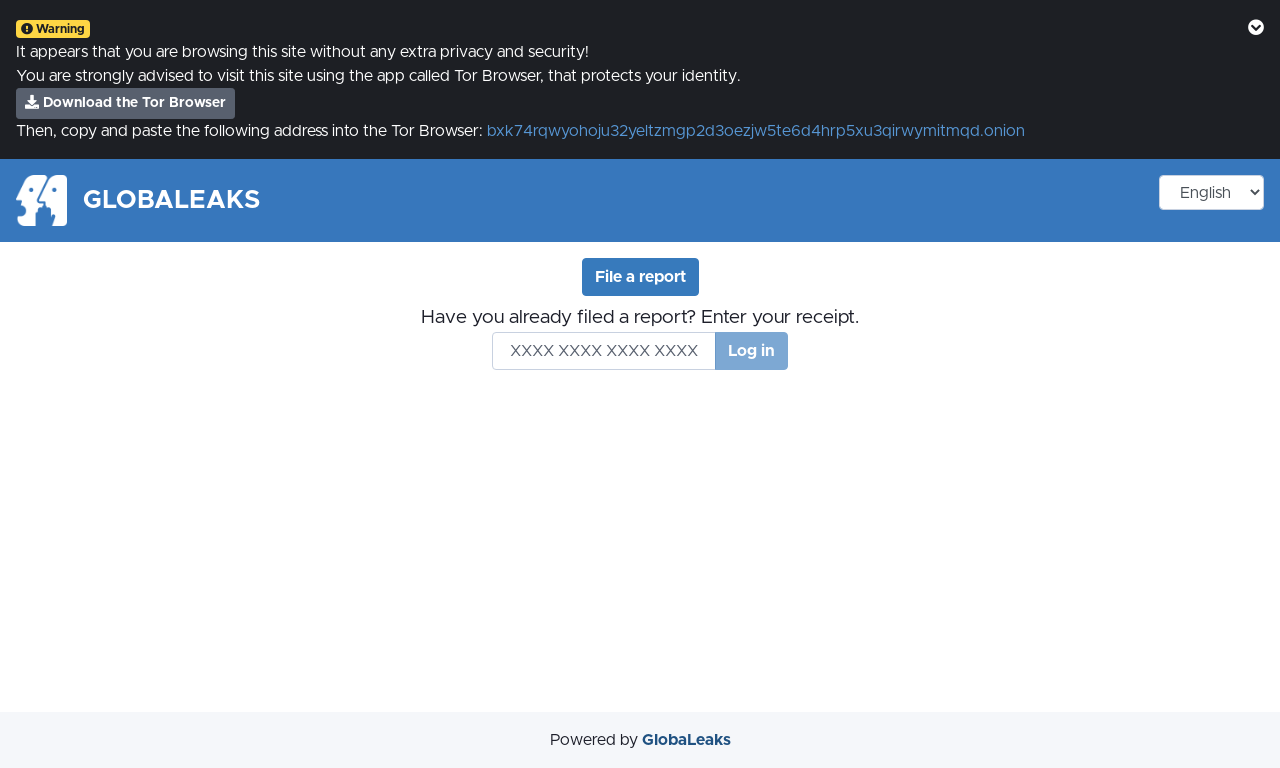 Warning
It appears that you are browsing this site without any extra privacy and security!
You are strongly advised to visit this site using the app called Tor Browser, that protects your identity.
Download the Tor Browser
Then, copy and paste the following address into the Tor Browser: bxk74rqwyohoju32yeltzmgp2d3oezjw5te6d4hrp5xu3qirwymitmqd.onion
GLOBALEAKS
English
File a report
Have you already filed a report? Enter your receipt.
XXXX XXXX XXXX XXXX
Log in
Powered by GlobaLeaks